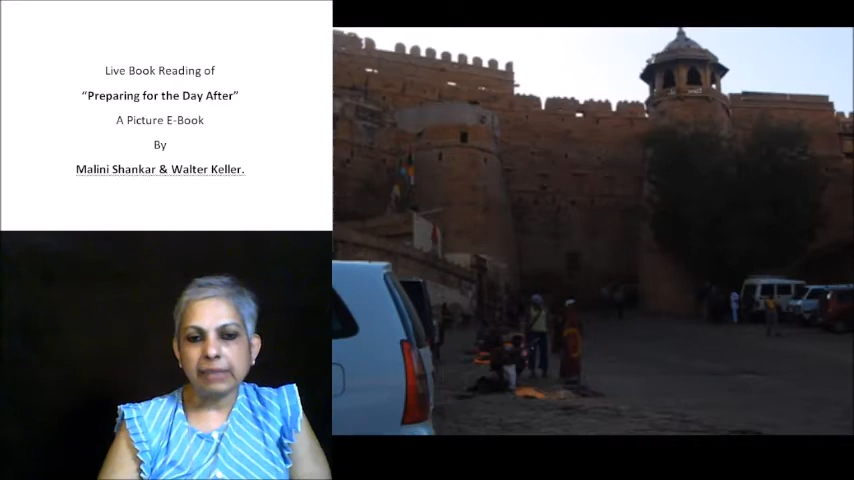 Live Book Reading of
“Preparing for the Day After”
A Picture E-Book
By
Malini Shankar & Walter Keller.